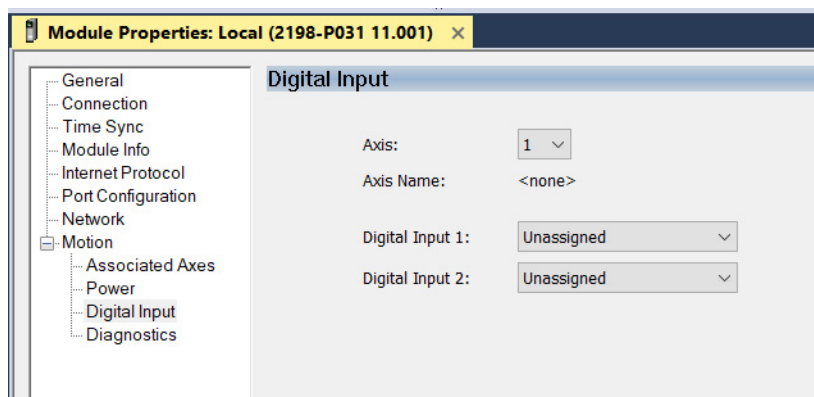 Module Properties: Local (2198-P031 11.001) ×
General
Connection
Time Sync
Module Info
Internet Protocol
Port Configuration
Network
Motion
Associated Axes
Power
Digital Input
Diagnostics
Digital Input
Axis: 1
Axis Name: <none>
Digital Input 1: Unassigned
Digital Input 2: Unassigned